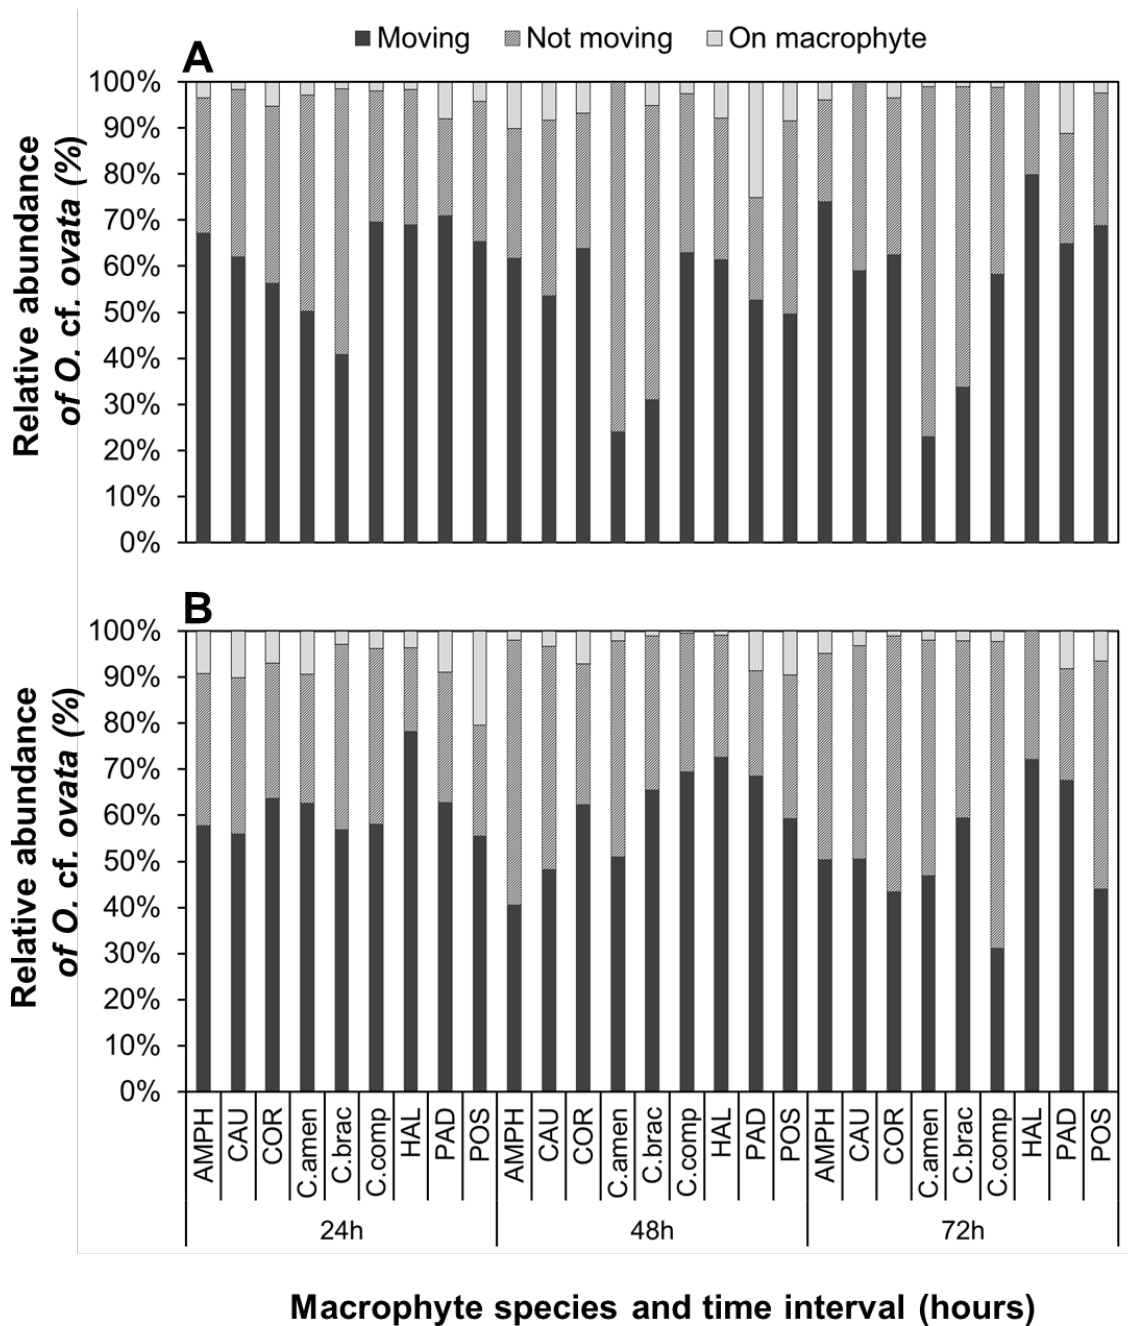 Moving Not moving On macrophyte
A
Relative abundance
of O. cf. ovata (%)
100%
90%
80%
70%
60%
50%
40%
30%
20%
10%
0%
B
Relative abundance
of O. cf. ovata (%)
100%
90%
80%
70%
60%
50%
40%
30%
20%
10%
0%
AMPH CAU COR C.amen C.brac C.comp HAL PAD POS AMPH CAU COR C.amen C.brac C.comp HAL PAD POS AMPH CAU COR C.amen C.brac C.comp HAL PAD POS
24h 48h 72h
Macrophyte species and time interval (hours)